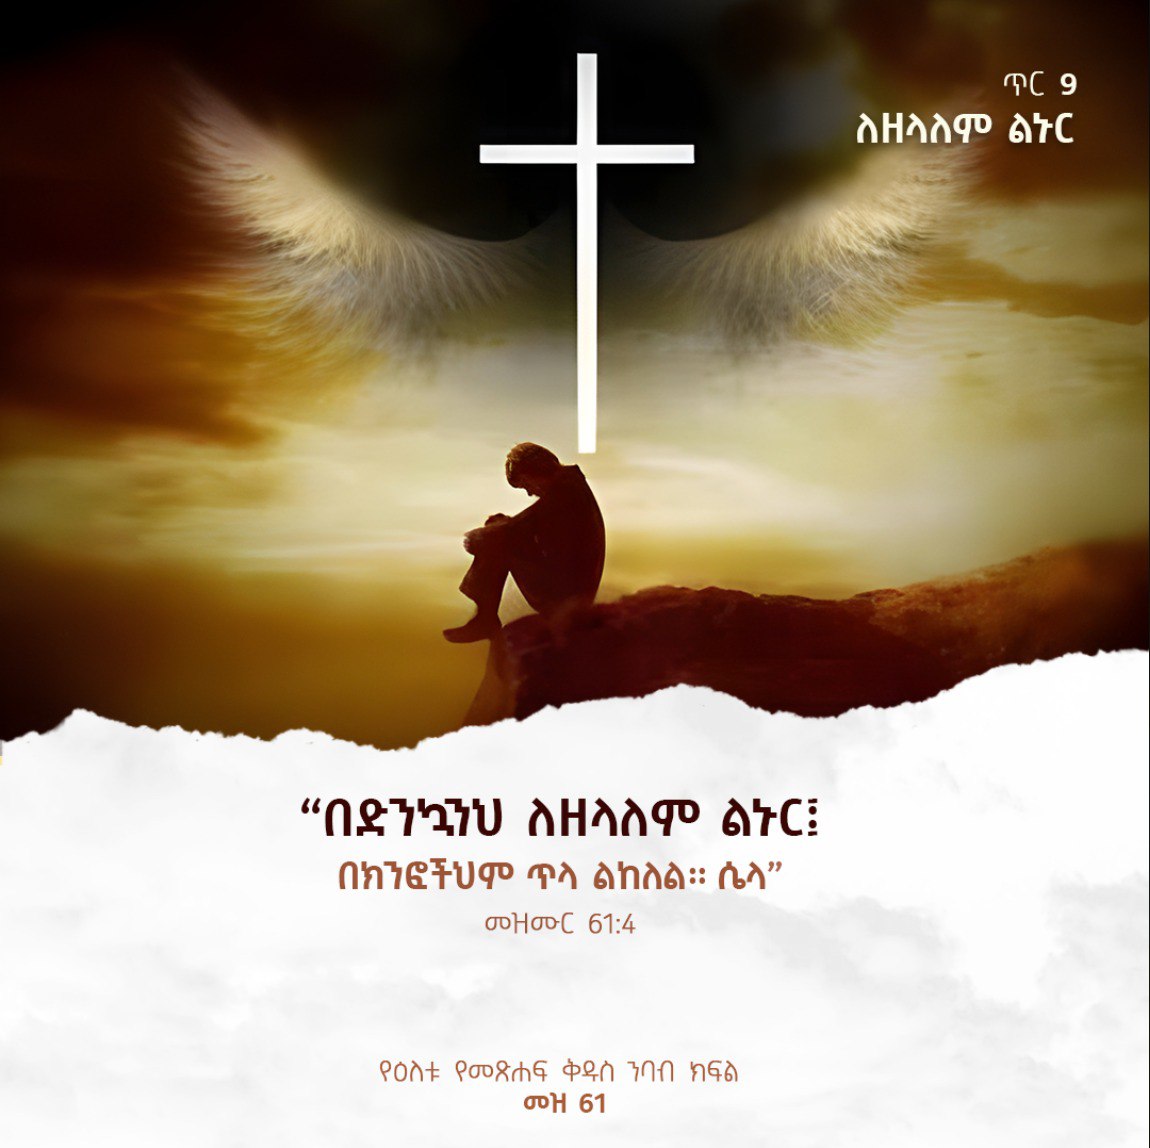 ጥር 9
ለዘላለም ልኑር
“በድንኳንህ ለዘላለም ልኑር፤
በክንፎችህም ጥላ ልከለል። ሴላ”
መዝሙር 61:4
የዕለቱ የመጽሐፍ ቅዱስ ንባብ ክፍል
መዝ 61